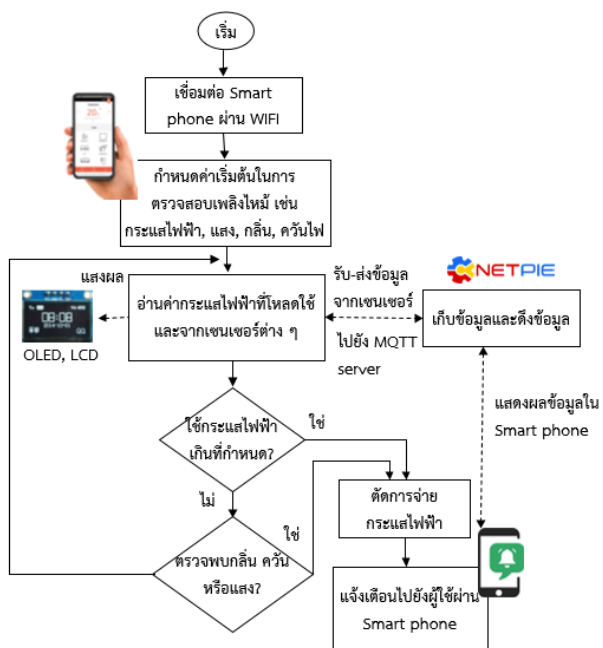 เริ่ม
เชื่อมต่อ Smart
phone ผ่าน WIFI
กำหนดค่าเริ่มต้นในการ
ตรวจสอบเพลิงไหม้ เช่น
กระแสไฟฟ้า, แสง, กลิ่น, ควันไฟ
แสงผล
08:08
OLED, LCD
อ่านค่ากระแสไฟฟ้าที่โหลดใช้
และจากเซนเซอร์ต่าง ๆ
รับ-ส่งข้อมูล
จากเซนเซอร์
ไปยัง MQTT
server
NETPIE
เก็บข้อมูลและดึงข้อมูล
แสดงผลข้อมูลใน
Smart phone
ใช้กระแสไฟฟ้า
เกินที่กำหนด?
ใช่
ไม่
ตรวจพบกลิ่น ควัน
หรือแสง?
ใช่
ตัดการจ่าย
กระแสไฟฟ้า
แจ้งเตือนไปยังผู้ใช้ผ่าน
Smart phone